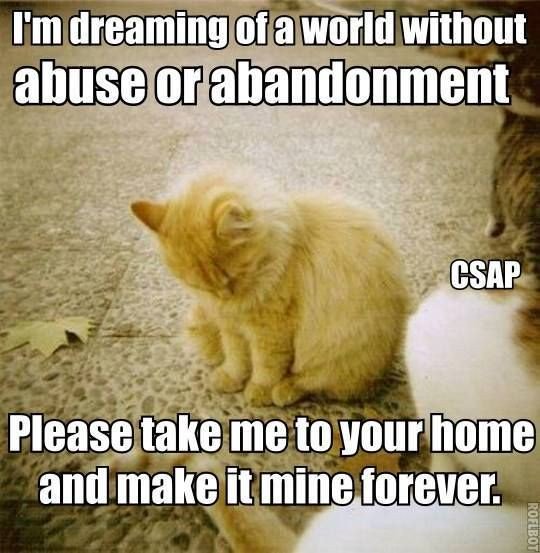 I'm dreaming of a world without
abuse or abandonment
CSAP
Please take me to your home
and make it mine forever.
ROFLBOT